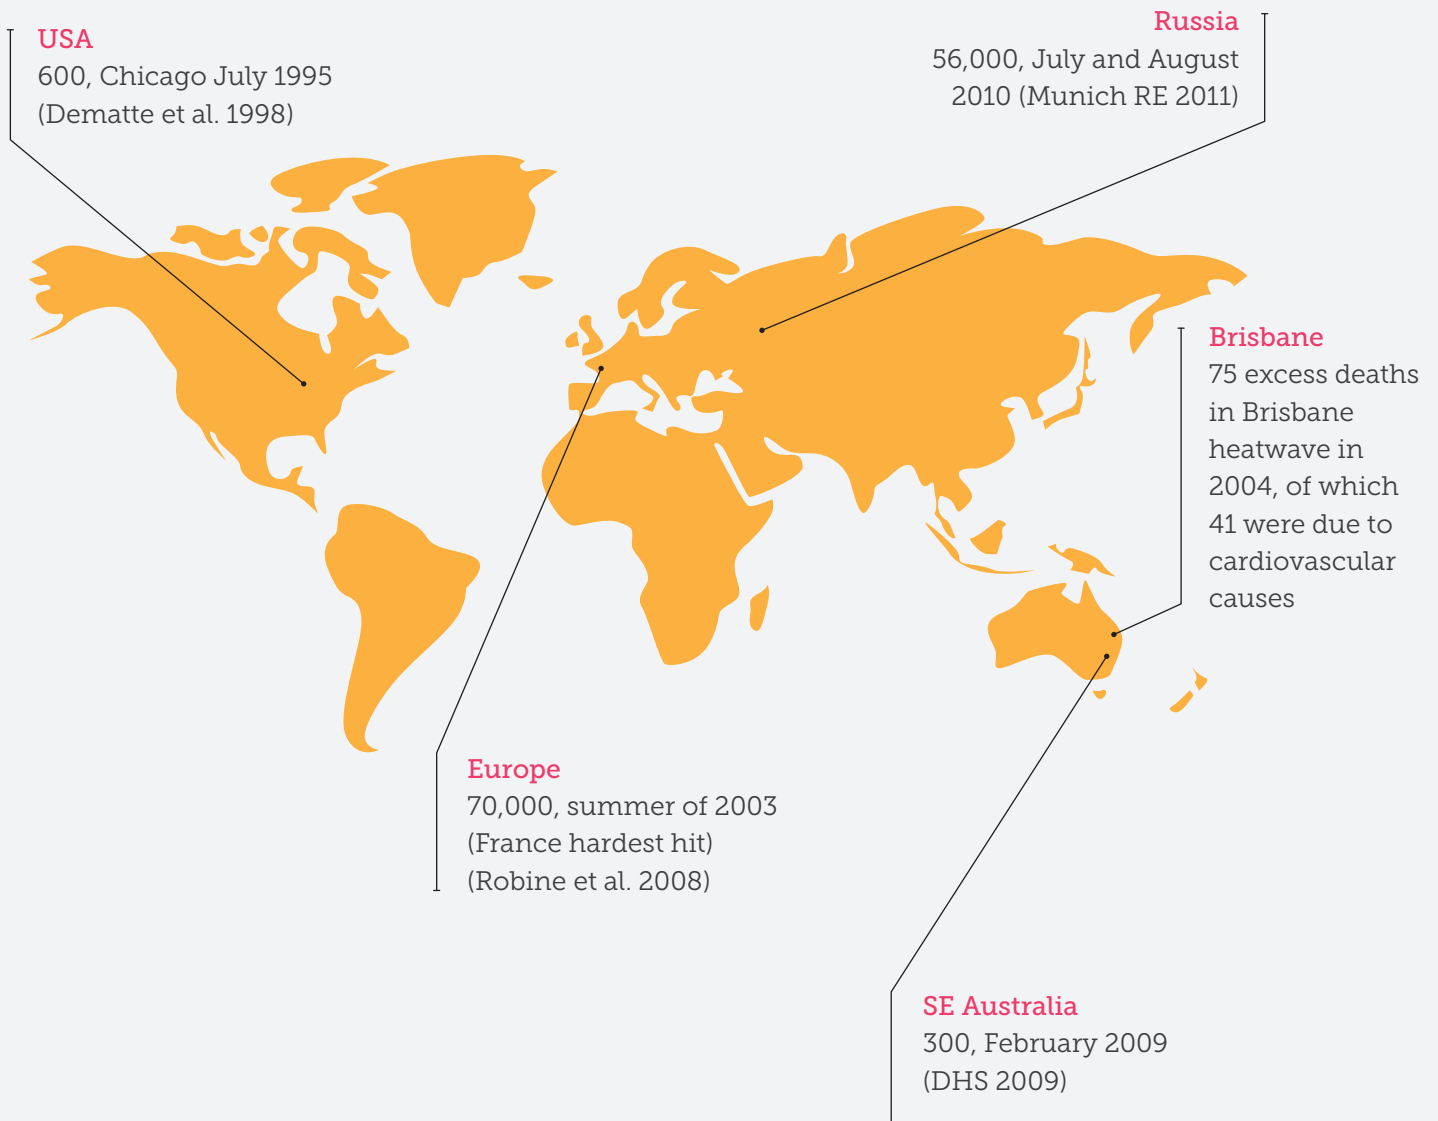 USA
600, Chicago July 1995
(Dematte et al. 1998)
Russia
56,000, July and August
2010 (Munich RE 2011)
Brisbane
75 excess deaths
in Brisbane
heatwave in
2004, of which
41 were due to
cardiovascular
causes
Europe
70,000, summer of 2003
(France hardest hit)
(Robine et al. 2008)
SE Australia
300, February 2009
(DHS 2009)